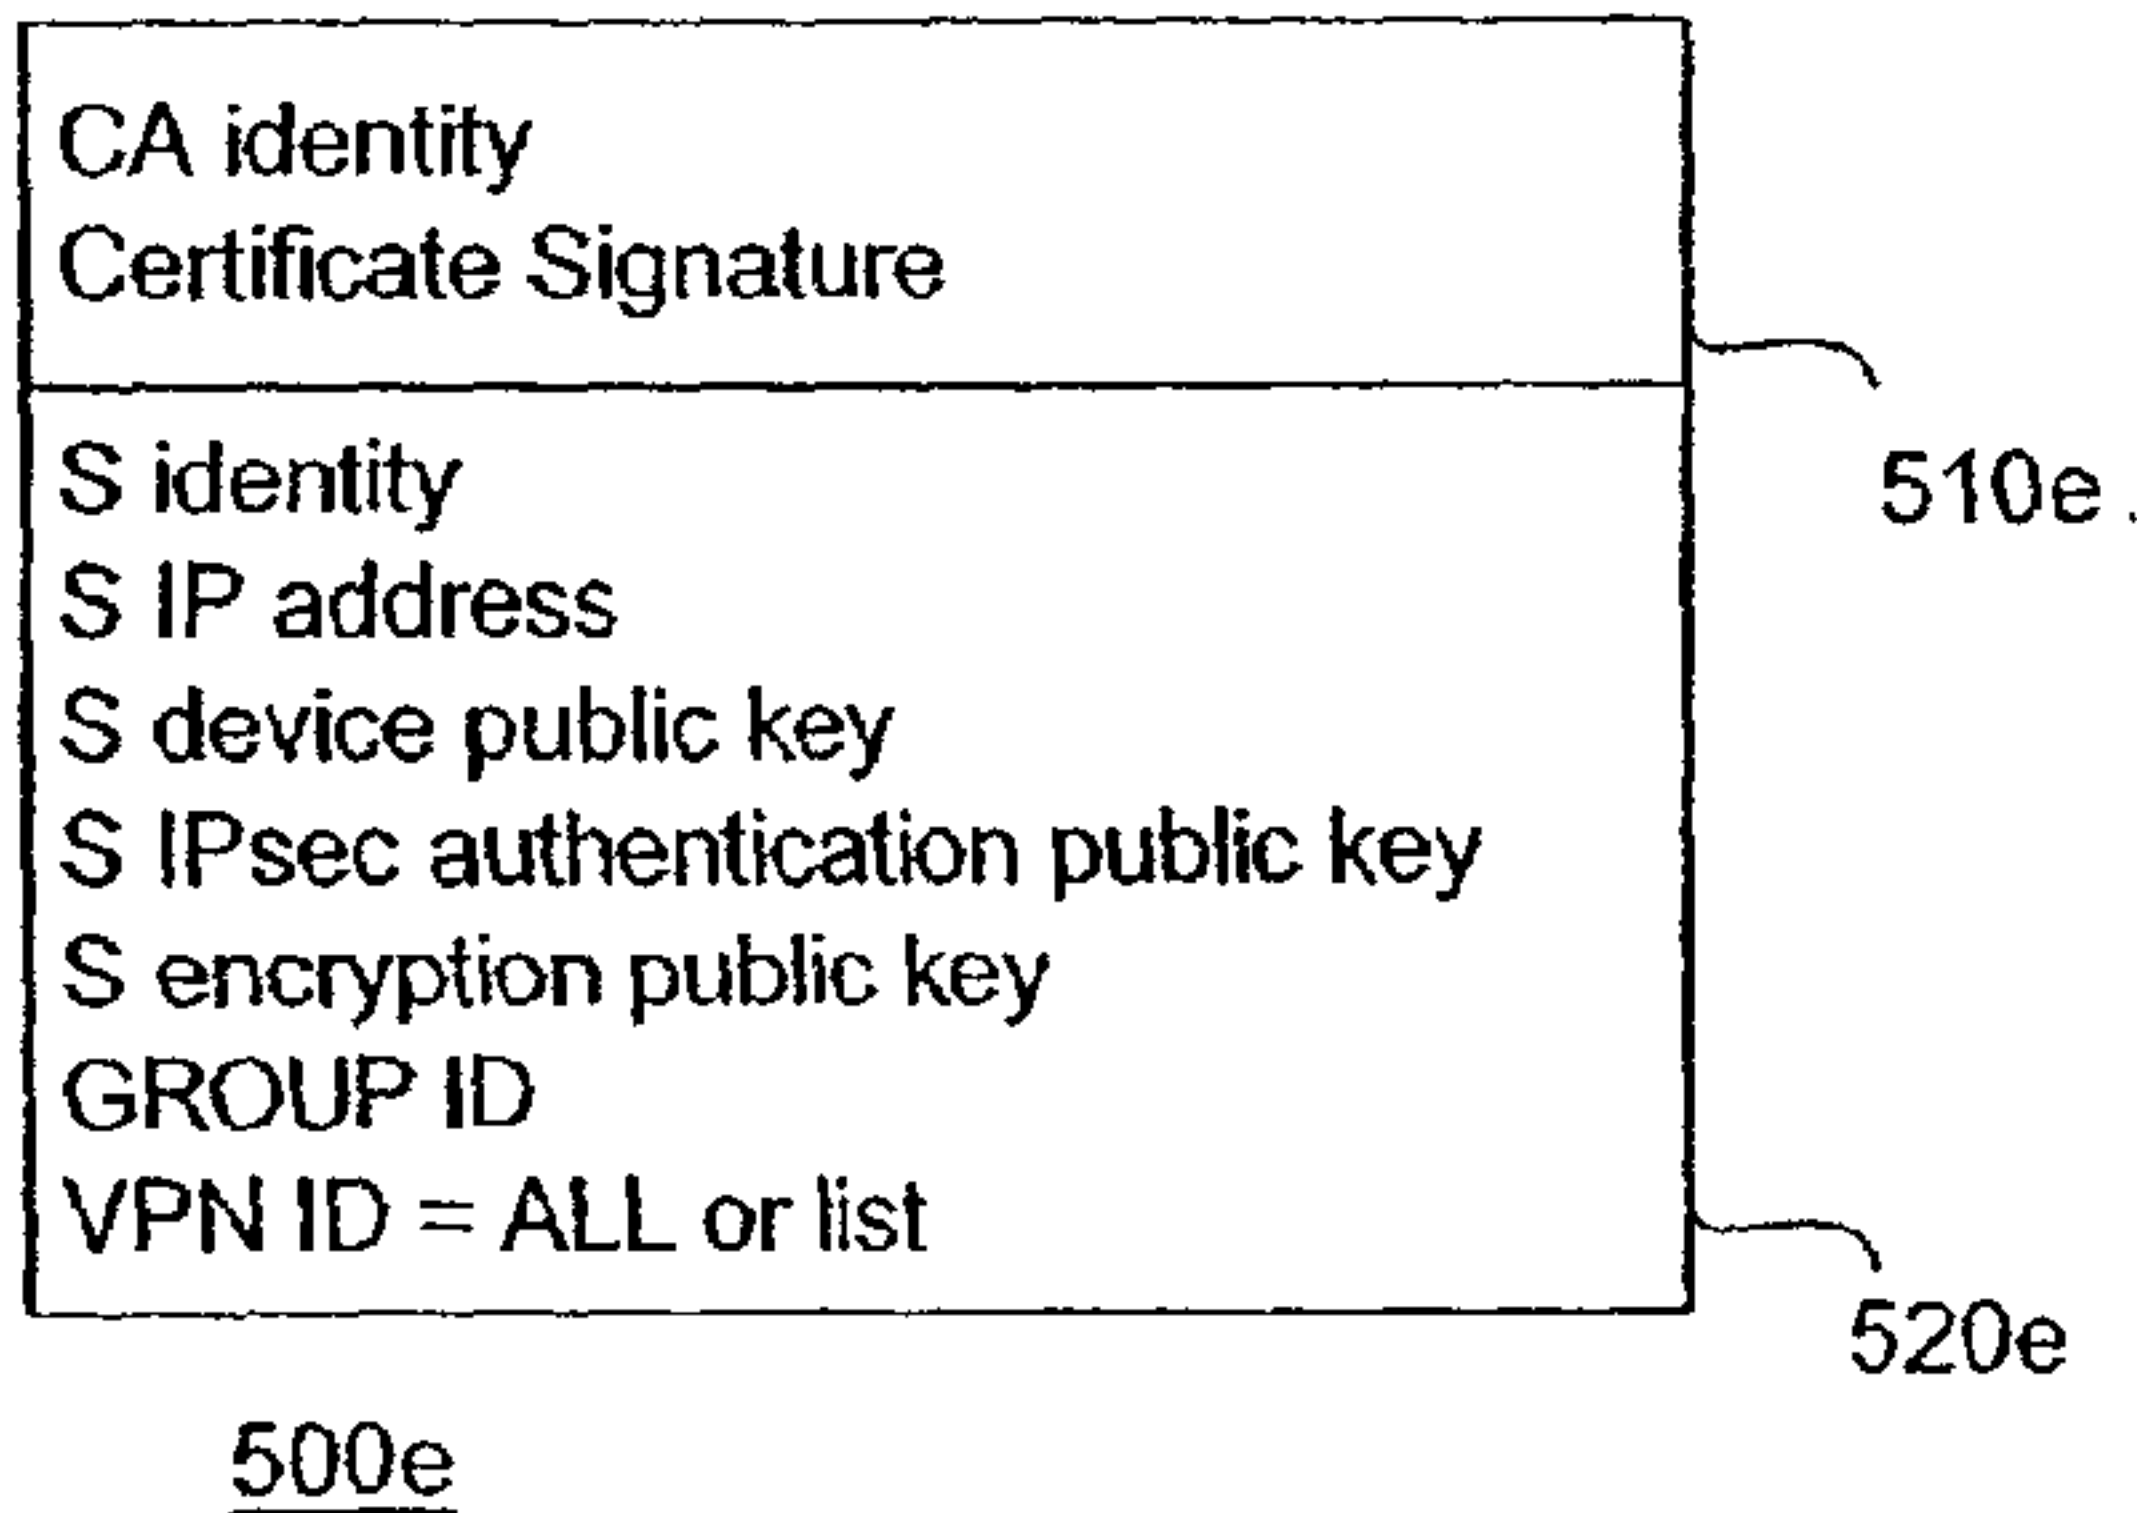 CA identity
Certificate Signature
510e
S identity
S IP address
S device public key
S IPsec authentication public key
S encryption public key
GROUP ID
VPN ID = ALL or list
520e
500e